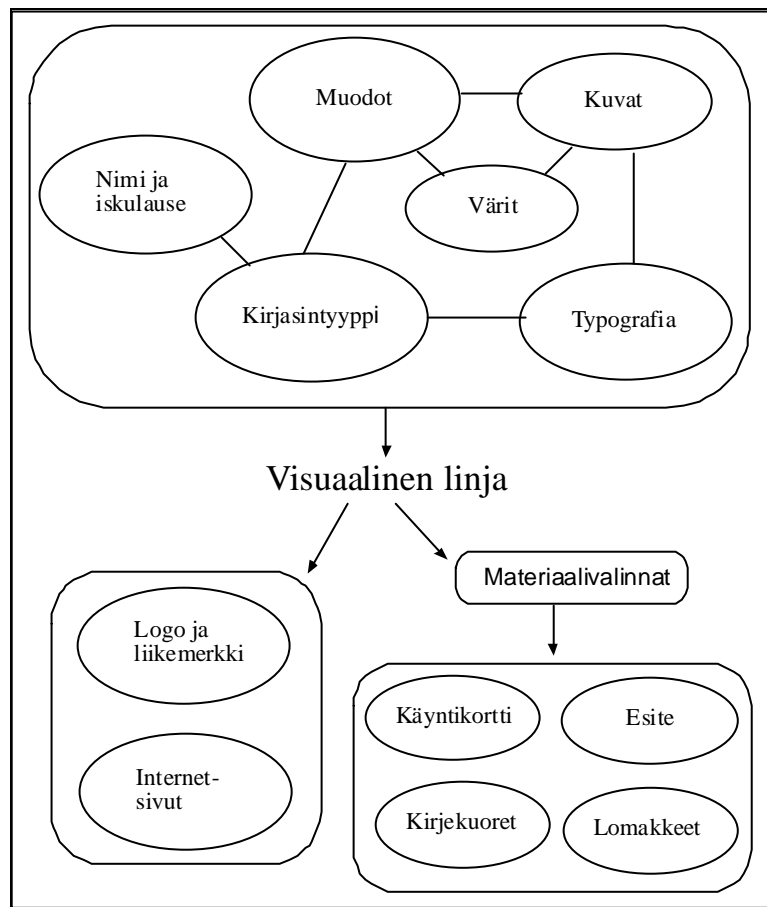 Muodot
Kuvat
Nimi ja
iskulause
Värit
Kirjasintyyppi
Typografia
Visuaalinen linja
Materiaalivalinnat
Logo ja
liikemerkki
Käyntikortti
Esite
Internet-
sivut
Kirjekuoret
Lomakkeet